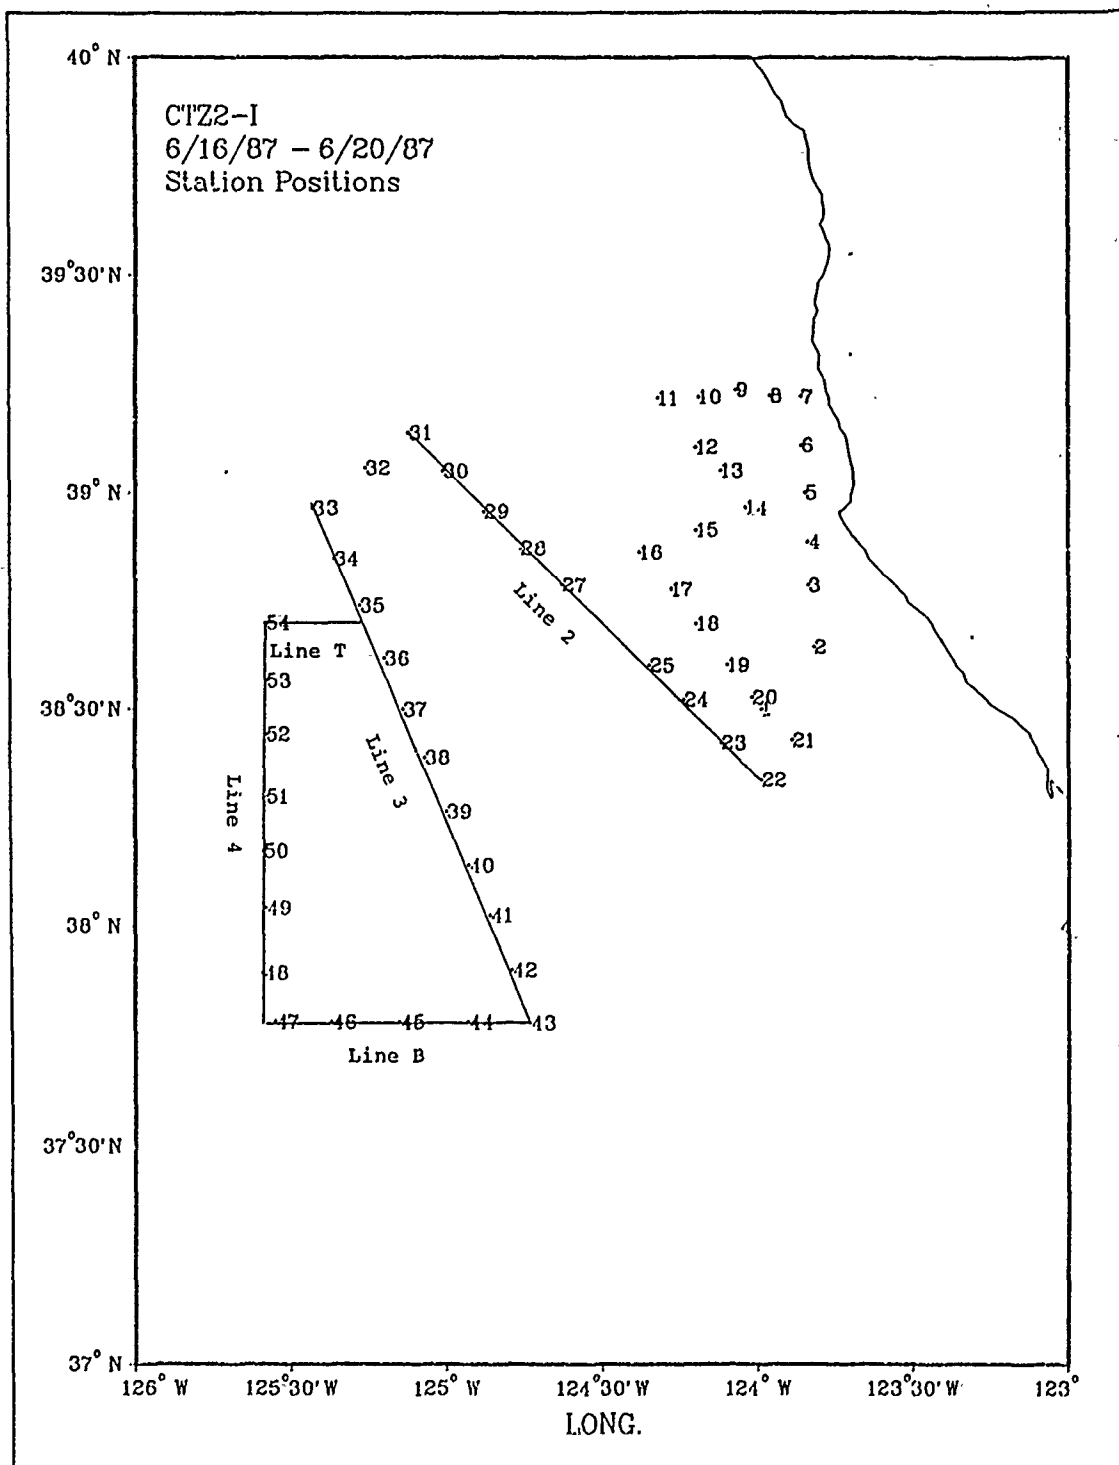 40° N
CTZ2-I
6/16/87 – 6/20/87
Station Positions
39°30'N
11 10 9 8 7
31
12 6
32 30 13
5
33 29 14
15 4
28
34 16
27 17 3
35
54 18
Line T Line 2 2
36 25 19
53
24 20
37 1
38°30'N
52 23 21
38 Line 3
22
51
Line 4 39
50
40
49 41
38° N
48 42
47 46 45 44 43
Line B
37°30'N
37° N
126° W 125°30'W 125° W 124°30'W 124° W 123°30'W 123°
LONG.
39° N